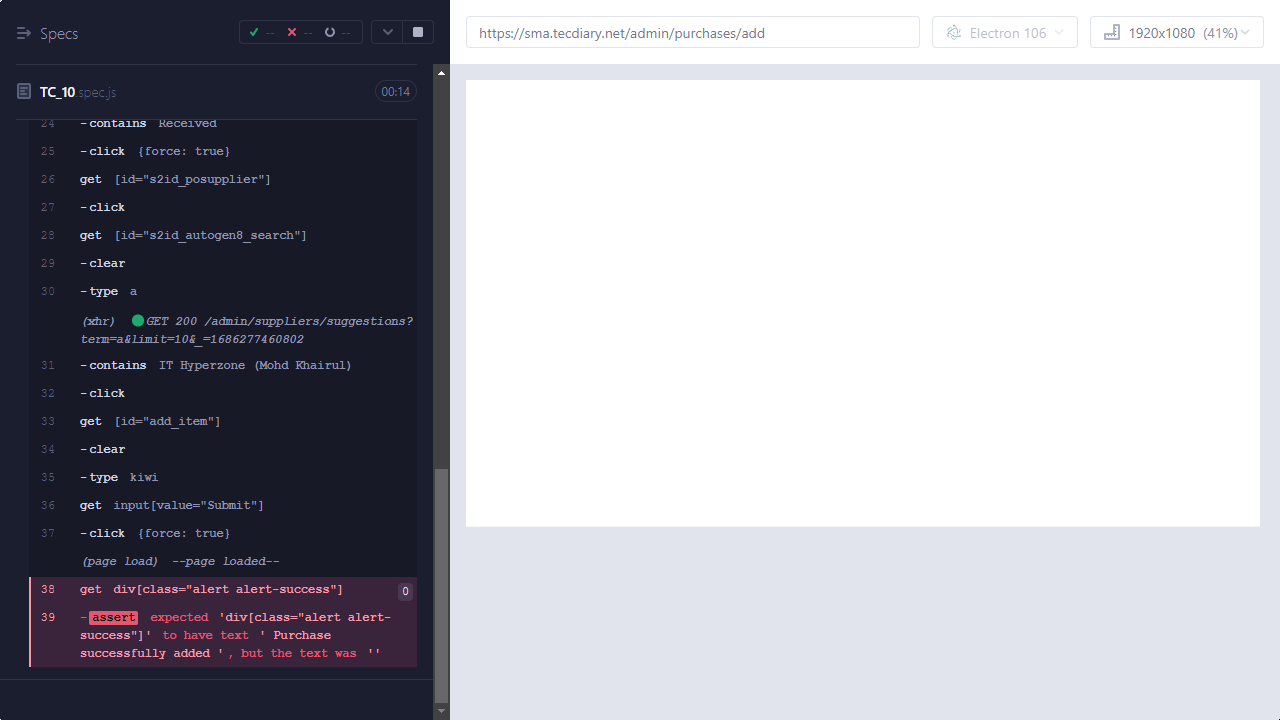 Specs
-- -- --
https://sma.tecdiary.net/admin/purchases/add
Electron 106
1920x1080 (41%)
TC_10.spec.js
00:14
24 -contains Received
25 -click {force: true}
26 get [id="s2id_posupplier"]
27 -click
28 get [id="s2id_autogen8_search"]
29 -clear
30 -type a
(xhr) GET 200 /admin/suppliers/suggestions?
term=a&limit=10&_=1686277460802
31 -contains IT Hyperzone (Mohd Khairul)
32 -click
33 get [id="add_item"]
34 -clear
35 -type kiwi
36 get input[value="Submit"]
37 -click {force: true}
(page load) --page loaded--
38 get div[class="alert alert-success"] 0
39 -assert expected 'div[class="alert alert-
success"]' to have text ' Purchase
successfully added ', but the text was ''